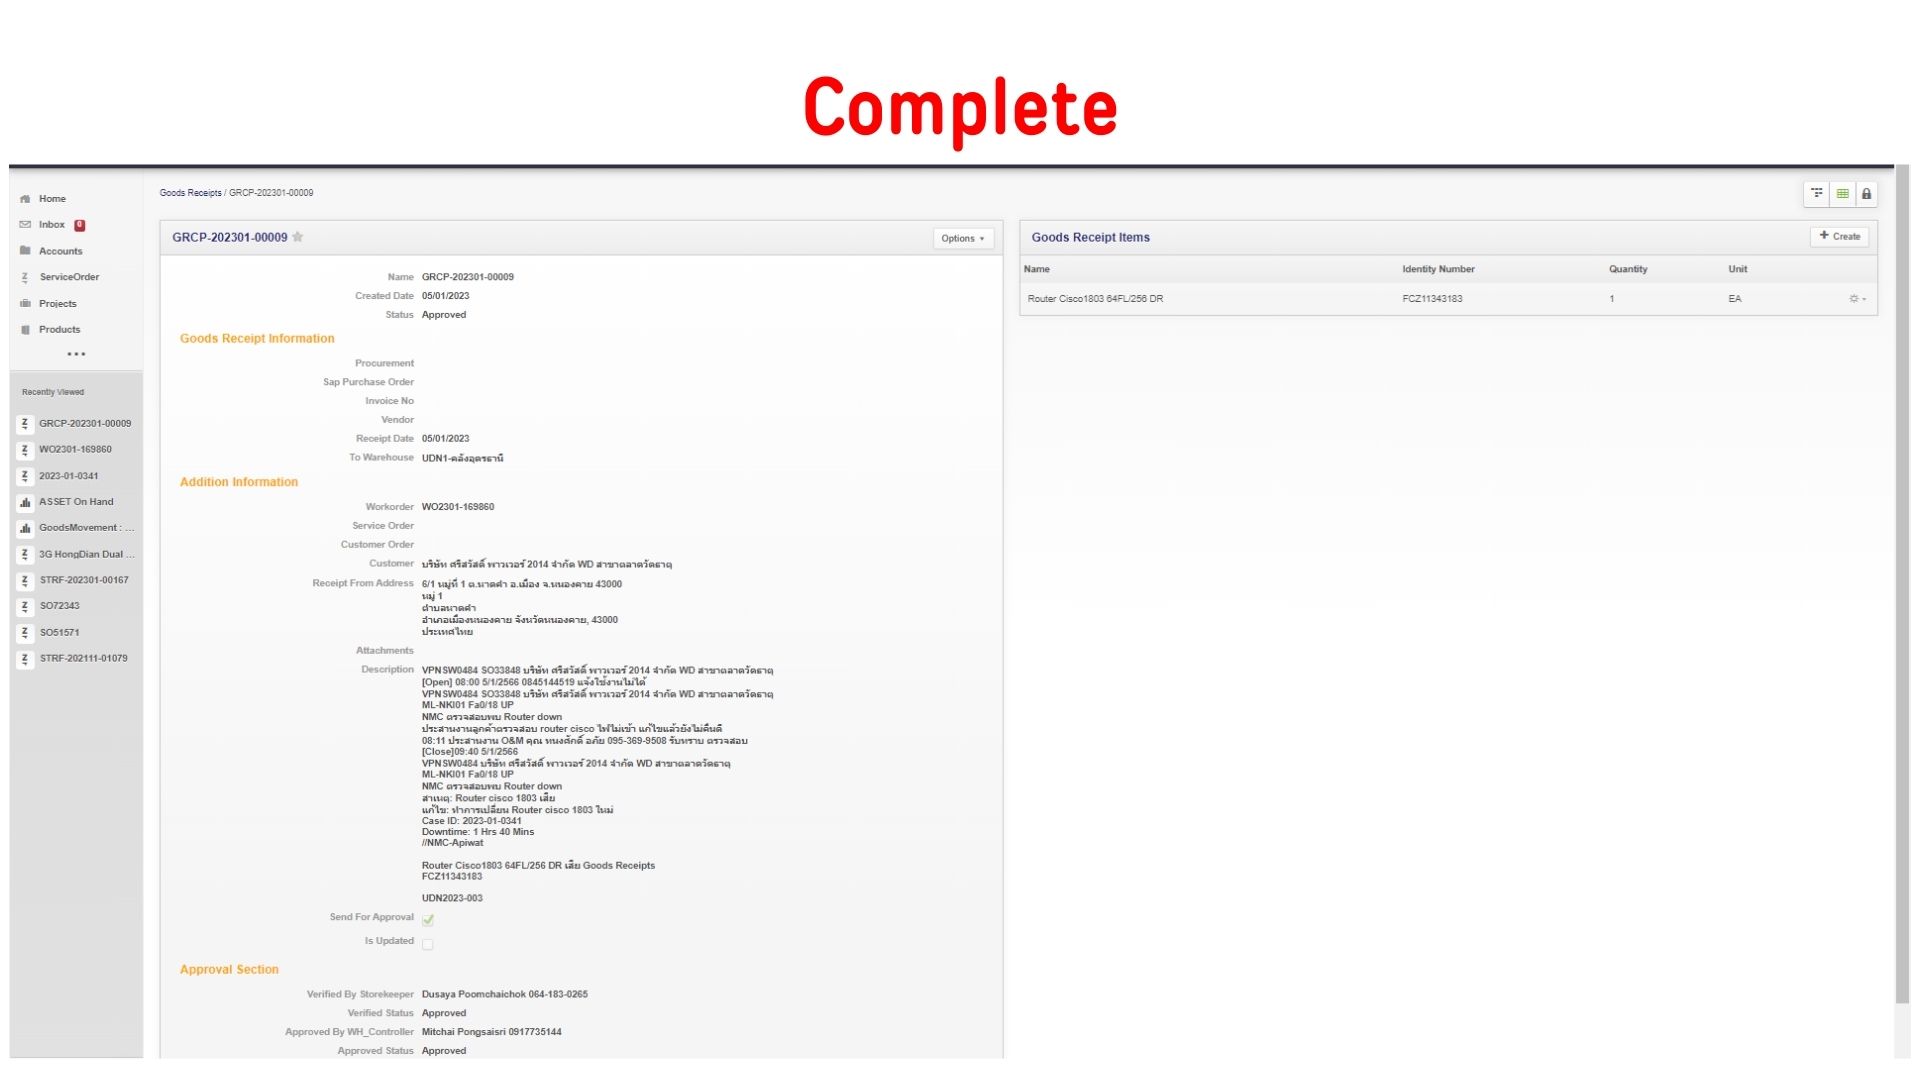 Complete
Home
Inbox 0
Accounts
ServiceOrder
Projects
Products
Recently Viewed
GRCP-202301-00009
WO2301-169860
2023-01-0341
ASSET On Hand
GoodsMovement : ...
3G HongDian Dual ...
STRF-202301-00167
SO72343
SO51571
STRF-202111-01079
Goods Receipts / GRCP-202301-00009
GRCP-202301-00009
Options
Name GRCP-202301-00009
Created Date 05/01/2023
Status Approved
Goods Receipt Information
Procurement
Sap Purchase Order
Invoice No
Vendor
Receipt Date 05/01/2023
To Warehouse UDN1-คลังอุดรธานี
Addition Information
Workorder WO2301-169860
Service Order
Customer Order
Customer บริษัท ศรีสวัสดิ์ พาวเวอร์ 2014 จำกัด WD สาขาตลาดวัดธาตุ
Receipt From Address 6/1 หมู่ที่ 1 ต.หาดคำ อ.เมือง จ.หนองคาย 43000
หมู่ 1
ตำบลหาดคำ
อำเภอเมืองหนองคาย จังหวัดหนองคาย, 43000
ประเทศไทย
Attachments
Description VPNSW0484 SO33848 บริษัท ศรีสวัสดิ์ พาวเวอร์ 2014 จำกัด WD สาขาตลาดวัดธาตุ
[Open] 08:00 5/1/2566 0845144519 แจ้งใช้งานไม่ได้
VPNSW0484 SO33848 บริษัท ศรีสวัสดิ์ พาวเวอร์ 2014 จำกัด WD สาขาตลาดวัดธาตุ
ML-NKI01 Fa0/18 UP
NMC ตรวจสอบพบ Router down
ประสานงานลูกค้าตรวจสอบ router cisco ไฟไม่เข้า แก้ไขแล้วยังไม่คืนดี
08:11 ประสานงาน O&M คุณ ทนงศักดิ์ อภัย 095-369-9508 รับทราบ ตรวจสอบ
[Close]09:40 5/1/2566
VPNSW0484 บริษัท ศรีสวัสดิ์ พาวเวอร์ 2014 จำกัด WD สาขาตลาดวัดธาตุ
ML-NKI01 Fa0/18 UP
NMC ตรวจสอบพบ Router down
สาเหตุ: Router cisco 1803 เสีย
แก้ไข: ทำการเปลี่ยน Router cisco 1803 ใหม่
Case ID: 2023-01-0341
Downtime: 1 Hrs 40 Mins
//NMC-Apiwat
Router Cisco1803 64FL/256 DR เสีย Goods Receipts
FCZ11343183
UDN2023-003
Send For Approval
Is Updated
Approval Section
Verified By Storekeeper Dusaya Poomchaichok 064-183-0265
Verified Status Approved
Approved By WH_Controller Mitchai Pongsaisri 0917735144
Approved Status Approved
Goods Receipt Items
+ Create
Name Identity Number Quantity Unit
Router Cisco1803 64FL/256 DR FCZ11343183 1 EA